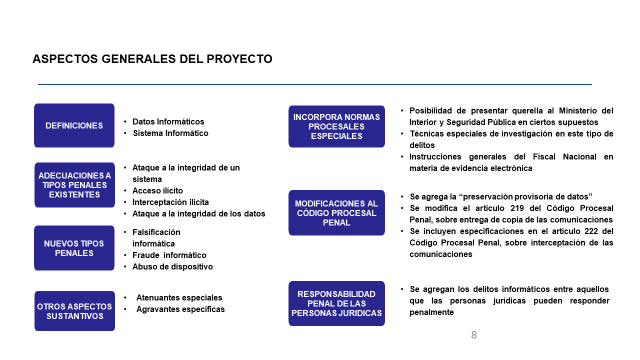 ASPECTOS GENERALES DEL PROYECTO
DEFINICIONES
• Datos Informáticos
• Sistema Informático
ADECUACIONES A
TIPOS PENALES
EXISTENTES
• Ataque a la integridad de un
sistema
• Acceso ilícito
• Interceptación ilícita
• Ataque a la integridad de los datos
NUEVOS TIPOS
PENALES
• Falsificación
informática
• Fraude informático
• Abuso de dispositivo
OTROS ASPECTOS
SUSTANTIVOS
• Atenuantes especiales
• Agravantes específicas
INCORPORA NORMAS
PROCESALES
ESPECIALES
• Posibilidad de presentar querella al Ministerio del
Interior y Seguridad Pública en ciertos supuestos
• Técnicas especiales de investigación en este tipo de
delitos
• Instrucciones generales del Fiscal Nacional en
materia de evidencia electrónica
MODIFICACIONES AL
CÓDIGO PROCESAL
PENAL
• Se agrega la “preservación provisoria de datos”
• Se modifica el artículo 219 del Código Procesal
Penal, sobre entrega de copia de las comunicaciones
• Se incluyen especificaciones en el artículo 222 del
Código Procesal Penal, sobre interceptación de las
comunicaciones
RESPONSABILIDAD
PENAL DE LAS
PERSONAS JURIDICAS
• Se agregan los delitos informáticos entre aquellos
que las personas jurídicas pueden responder
penalmente
8